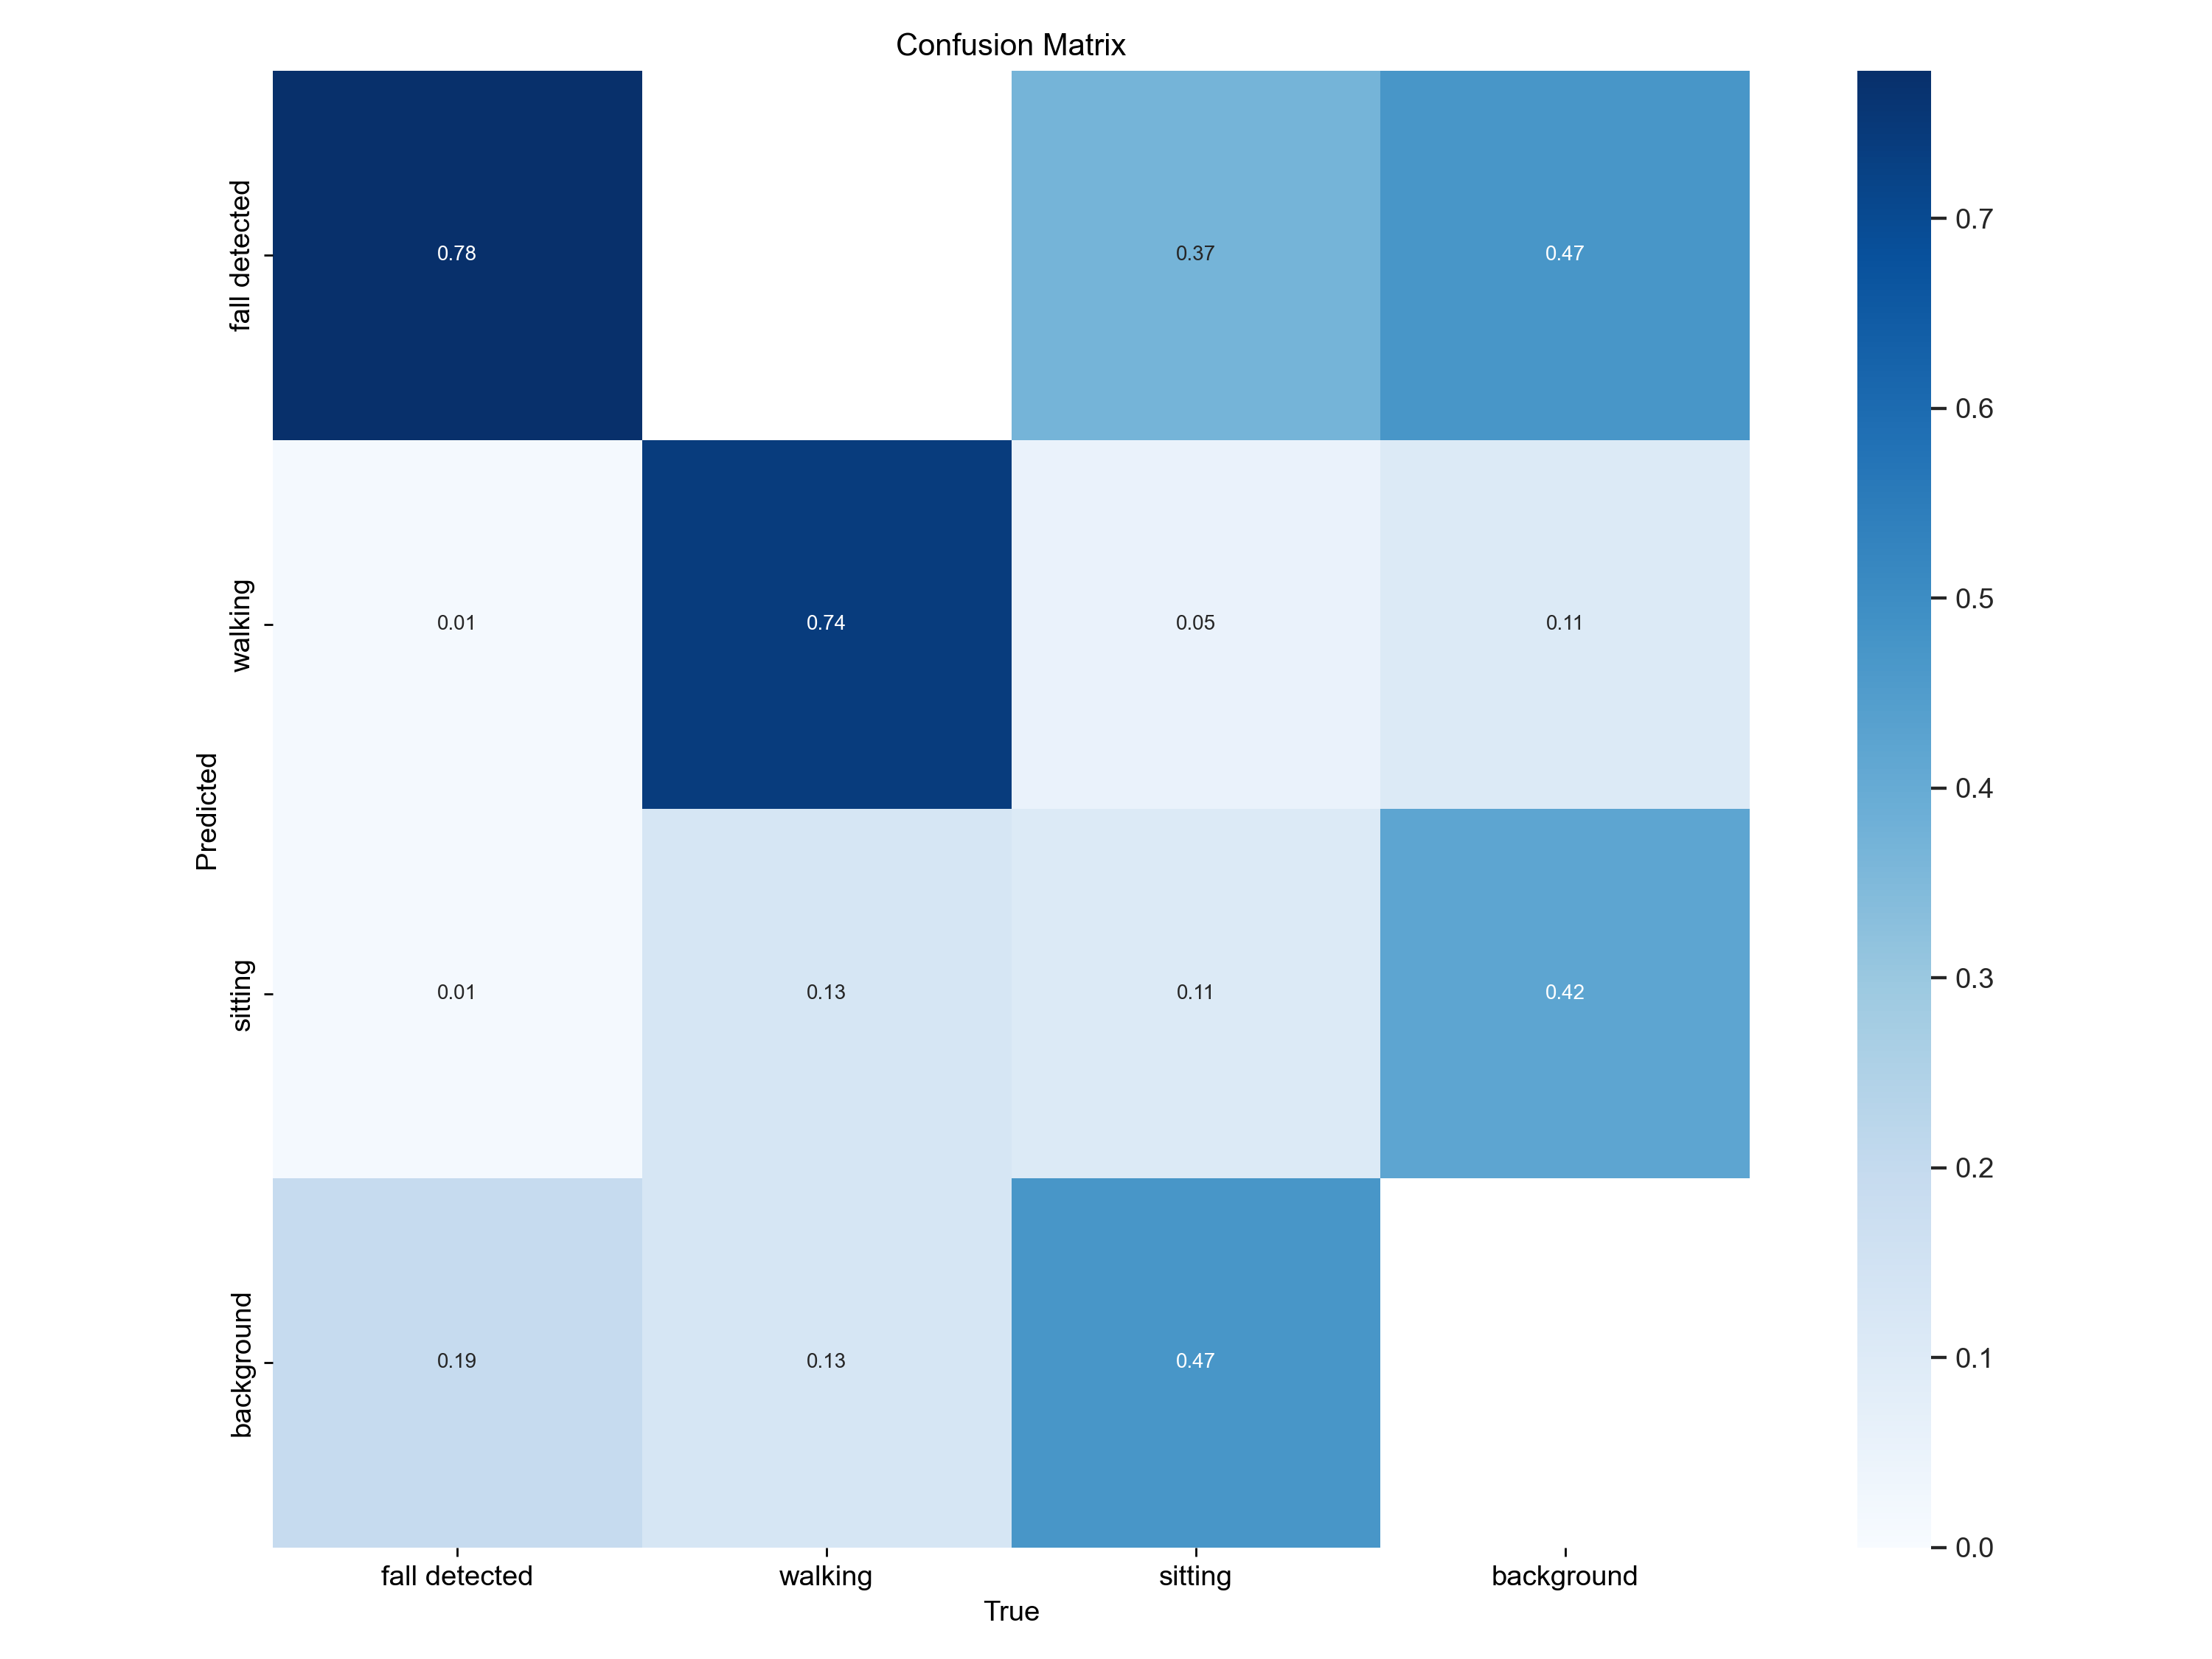 Confusion Matrix
fall detected
0.78
0.37
0.47
walking
0.01
0.74
0.05
0.11
Predicted
sitting
0.01
0.13
0.11
0.42
background
0.19
0.13
0.47
fall detected
walking
sitting
background
True
0.7
0.6
0.5
0.4
0.3
0.2
0.1
0.0